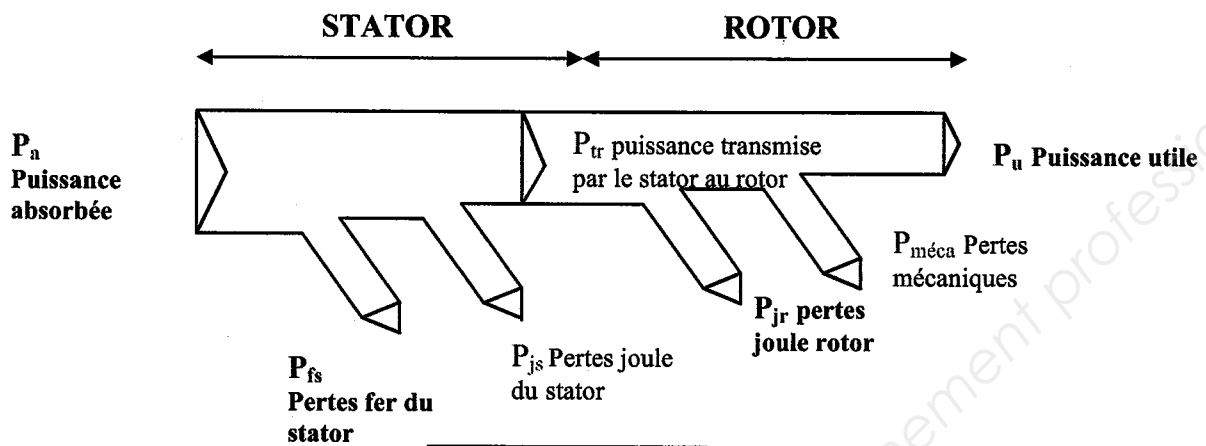 STATOR
ROTOR
Pa
Puissance
absorbée
Ptr puissance transmise
par le stator au rotor
Pu Puissance utile
Pméca Pertes
mécaniques
Pjr pertes
joule rotor
Pjs Pertes joule
du stator
Pfs
Pertes fer du
stator